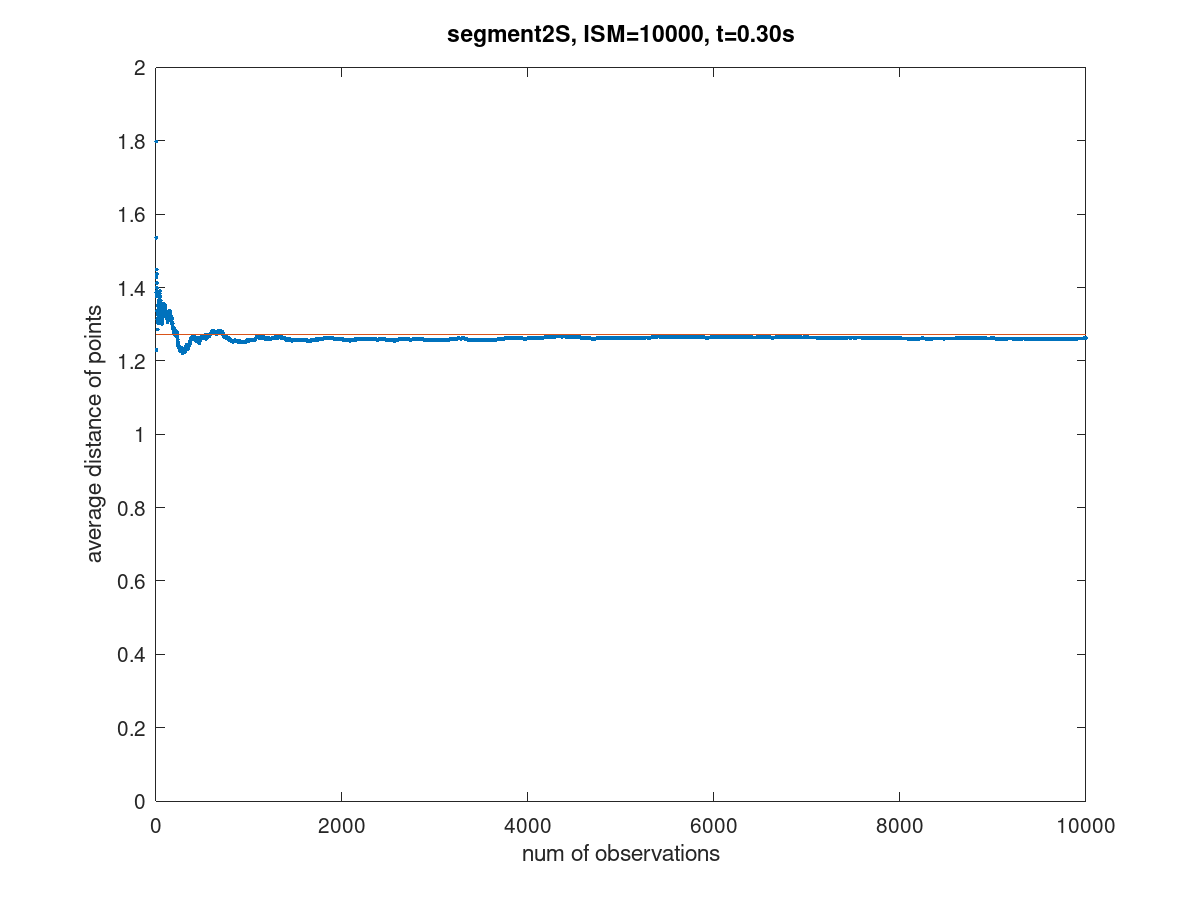 segment2S, ISM=10000, t=0.30s
2
1.8
1.6
1.4
1.2
1
0.8
0.6
0.4
0.2
0
average distance of points
0 2000 4000 6000 8000 10000
num of observations